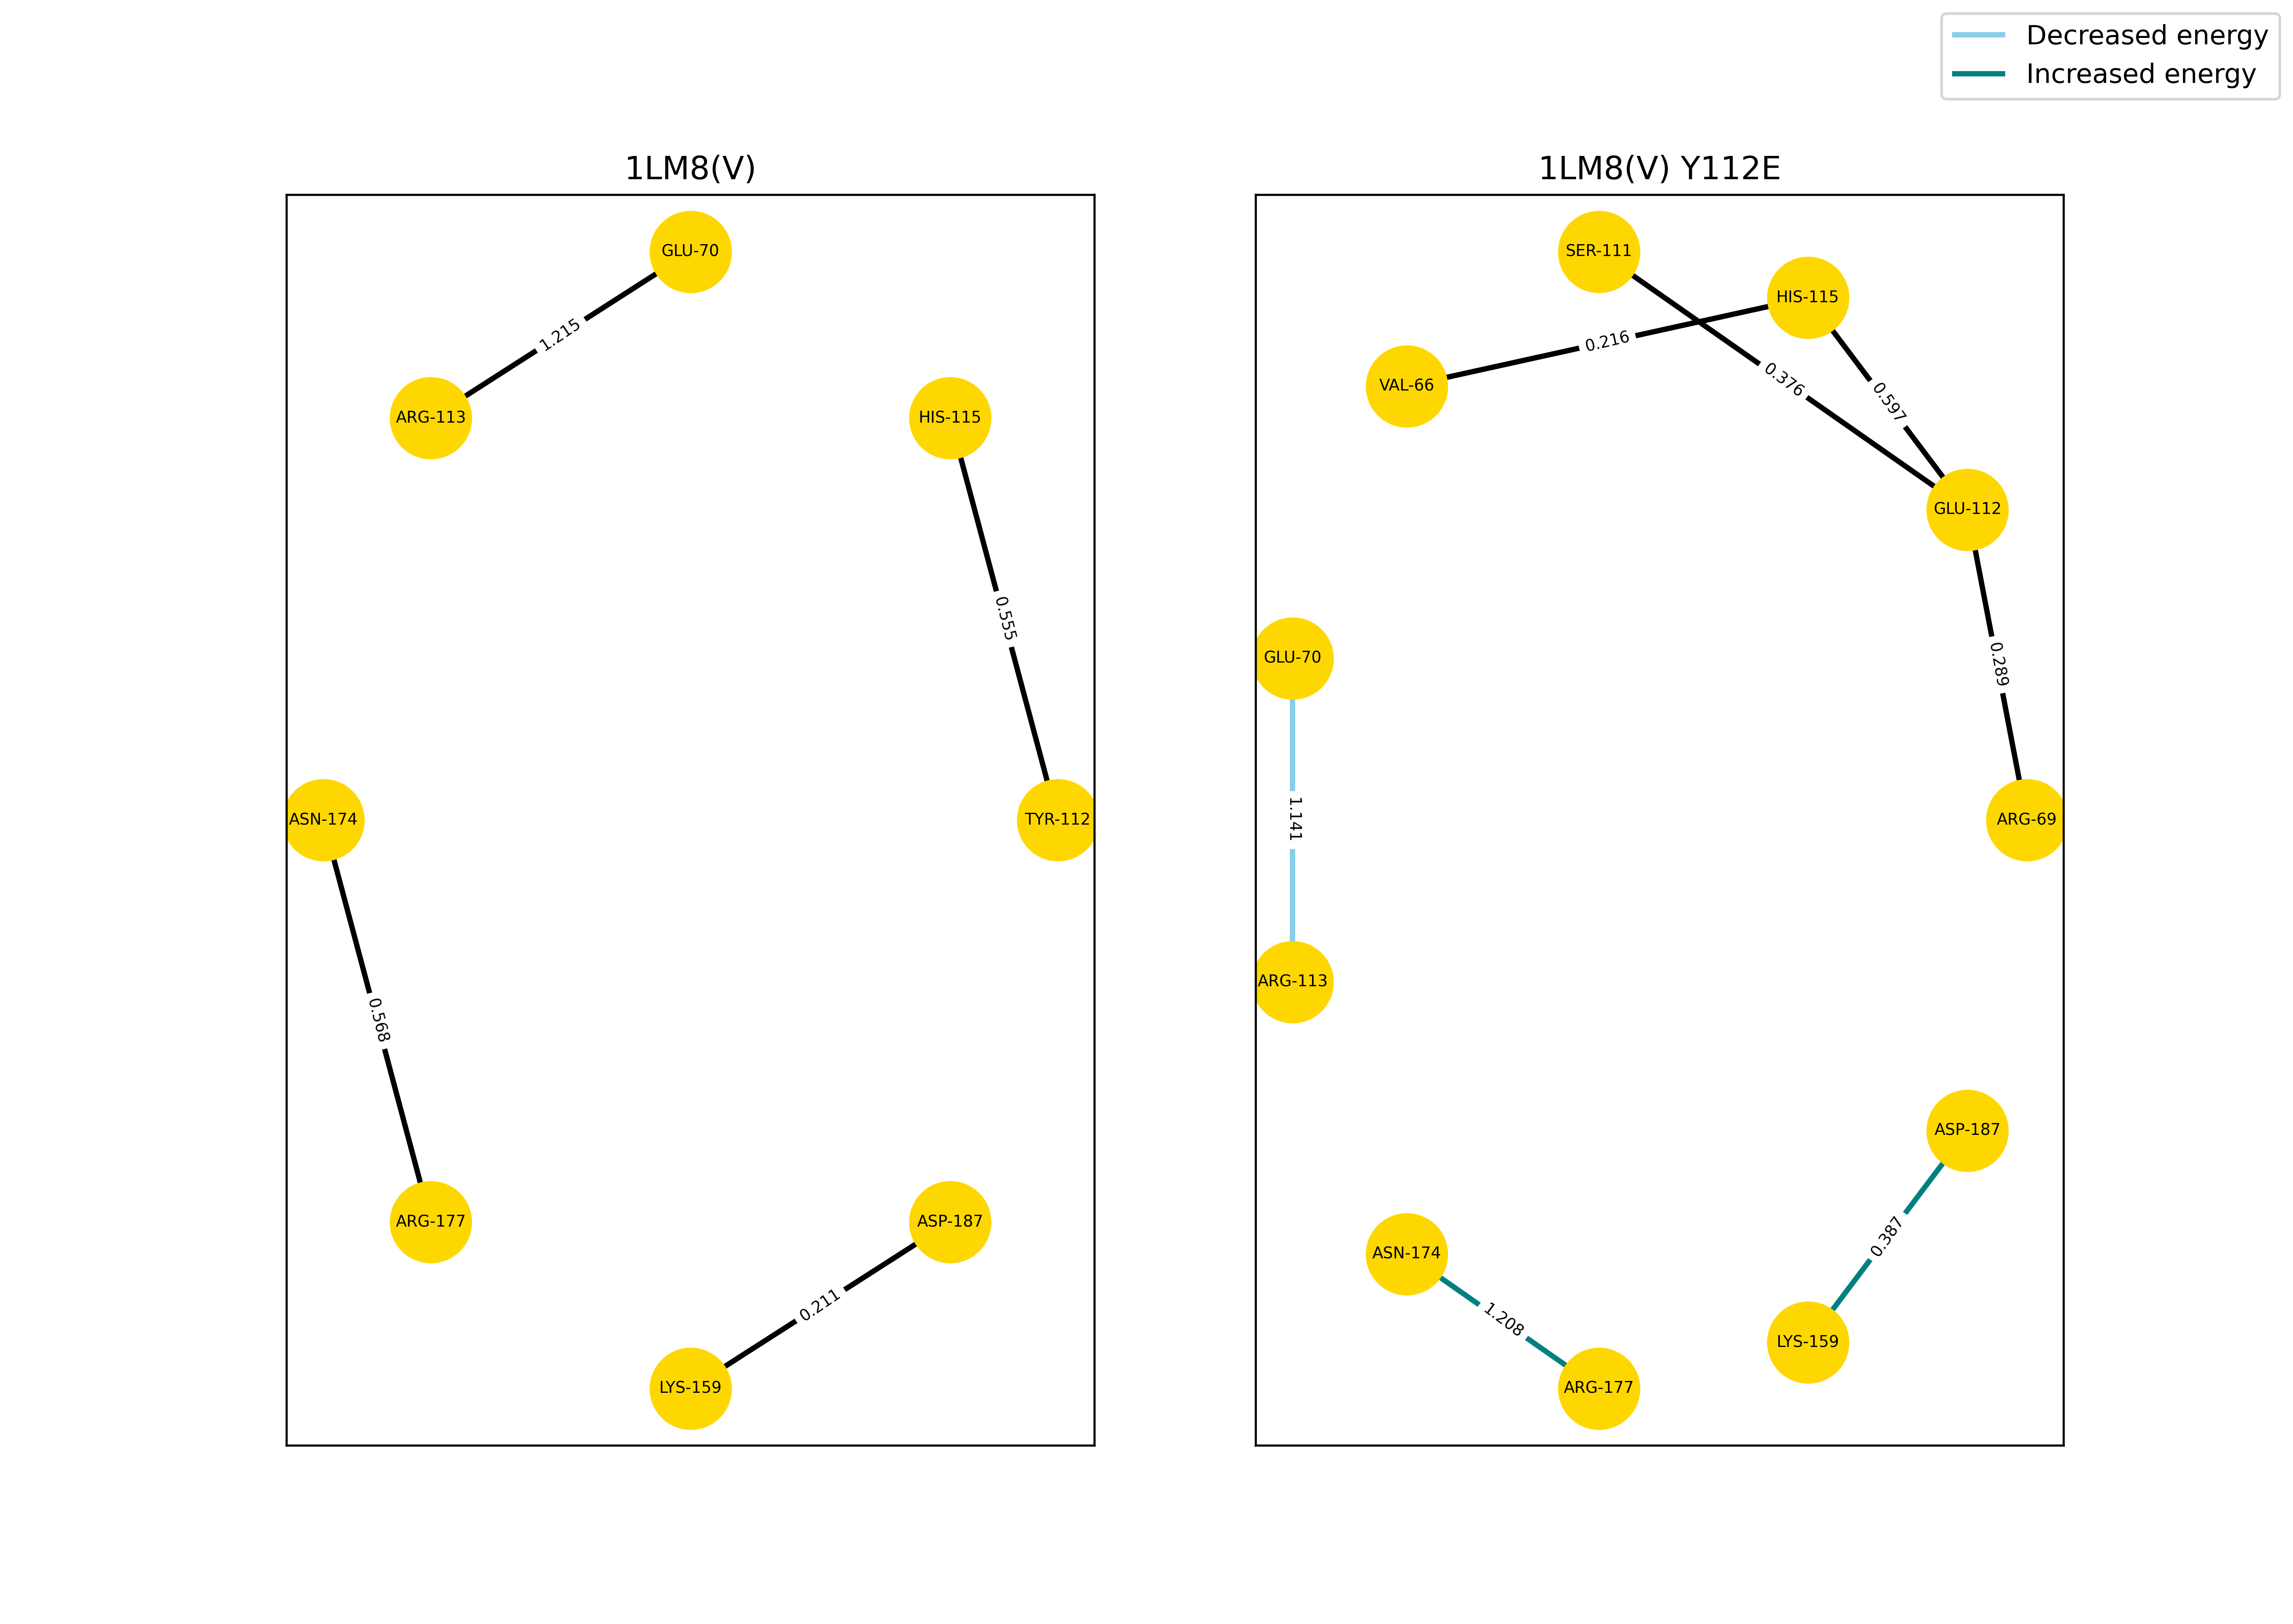 Decreased energy
Increased energy
1LM8(V)
GLU-70
1.215
ARG-113
HIS-115
0.555
ASN-174
TYR-112
0.568
ARG-177
ASP-187
0.211
LYS-159
1LM8(V) Y112E
SER-111
HIS-115
0.216
VAL-66
0.376
0.597
GLU-112
GLU-70
0.289
1.141
ARG-69
ARG-113
ASP-187
0.387
ASN-174
1.208
LYS-159
ARG-177